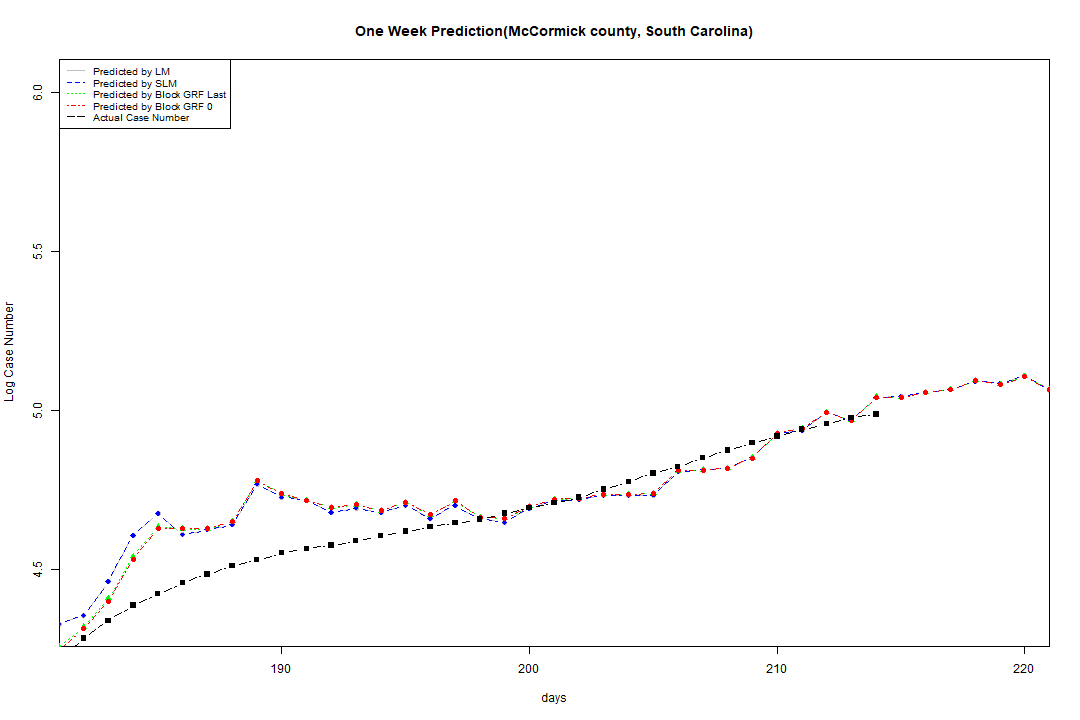 One Week Prediction(McCormick county, South Carolina)
Predicted by LM
Predicted by SLM
Predicted by Block GRF Last
Predicted by Block GRF 0
Actual Case Number
6.0
5.5
5.0
4.5
Log Case Number
190
200
210
220
days